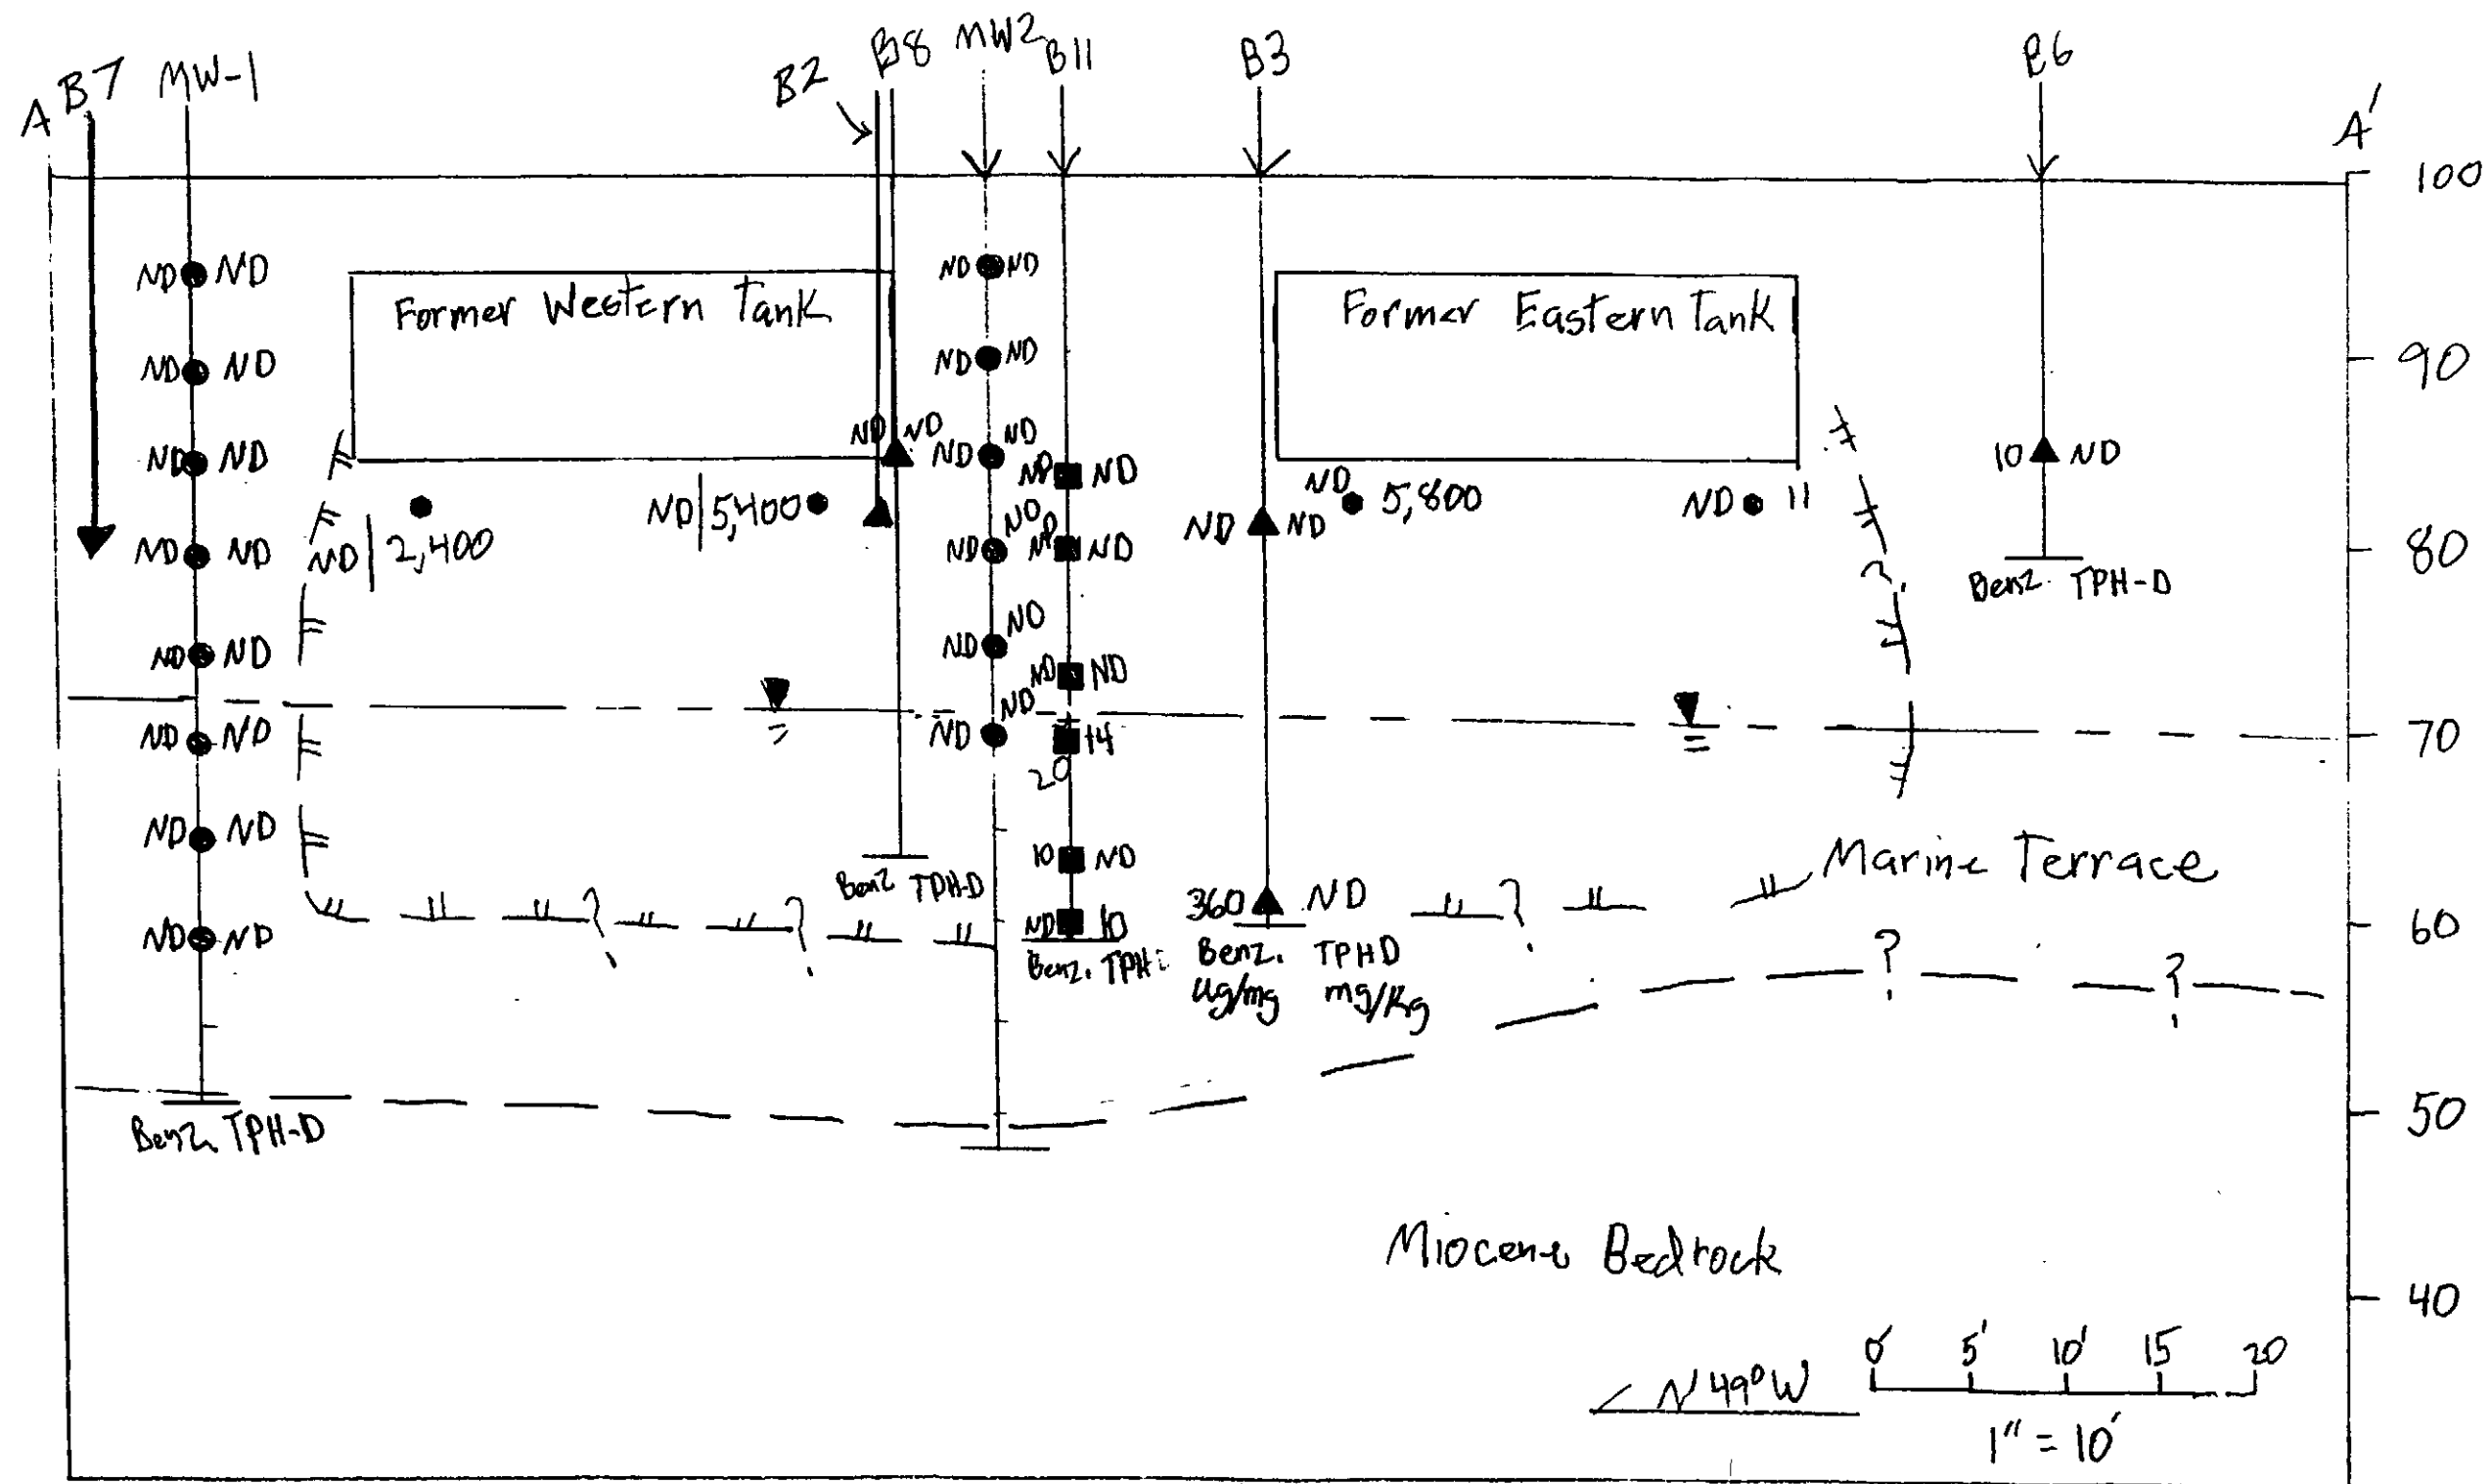 A B7 MW-1 B2 B8 MW2 B11 B3 B6 A'
100
ND ND
ND ND
Former Western Tank
Former Eastern Tank
ND ND
ND ND
90
ND ND
ND ND
ND ND
ND ND
10 ND
ND ND
ND 5,400
ND 5,800
ND 11
ND 2,400
ND ND
ND ND
ND ND
ND ND
80
Benz. TPH-D
ND ND
ND ND
ND ND
ND ND
ND ND
14
20
70
ND ND
10 ND
Marine Terrace
Benz TPH-D
360 ND
ND 10
60
ND ND
? ? ?
Benz. TPH
Benz. TPHD
ug/mg mg/Kg
? ?
?
50
Benz. TPH-D
Miocene Bedrock
40
0' 5' 10' 15 20
N 49° W
1" = 10'